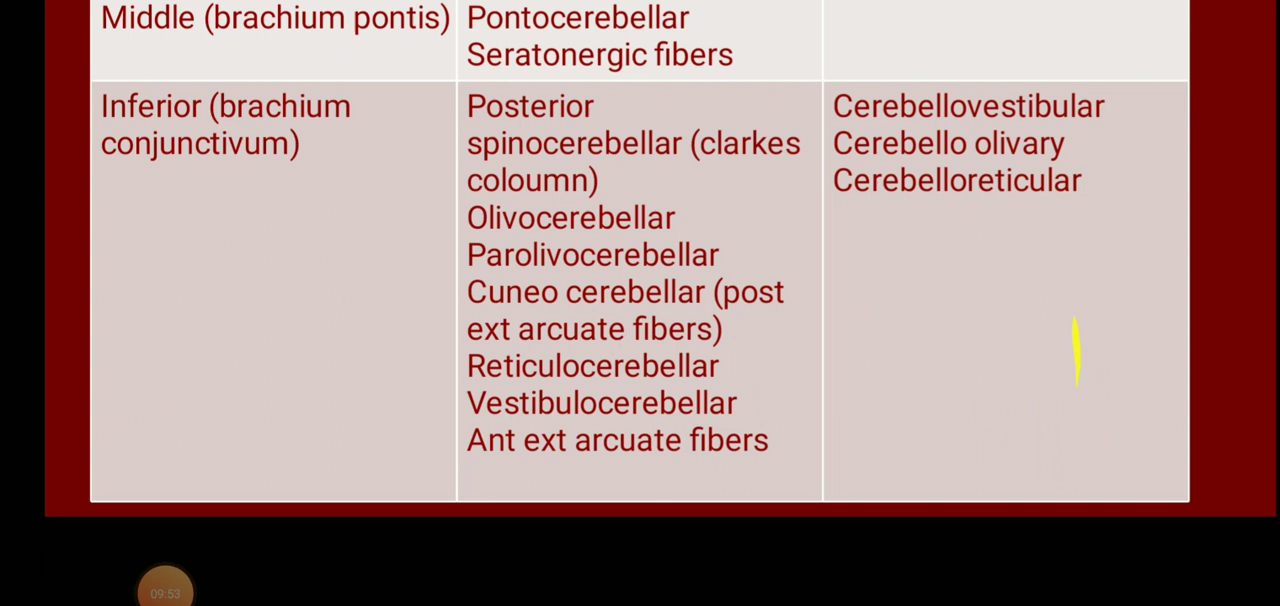 Middle (brachium pontis)
Pontocerebellar
Seratonergic fibers
Inferior (brachium
conjunctivum)
Posterior
spinocerebellar (clarkes
coloumn)
Olivocerebellar
Parolivocerebellar
Cuneo cerebellar (post
ext arcuate fibers)
Reticulocerebellar
Vestibulocerebellar
Ant ext arcuate fibers
Cerebellovestibular
Cerebello olivary
Cerebelloreticular
09:53